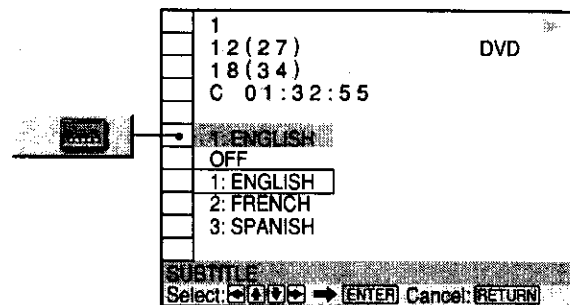 1
12(27)
DVD
18(34)
C 01:32:55
1: ENGLISH
OFF
1: ENGLISH
2: FRENCH
3: SPANISH
SUBTITLE
Select: ENTER Cancel: RETURN